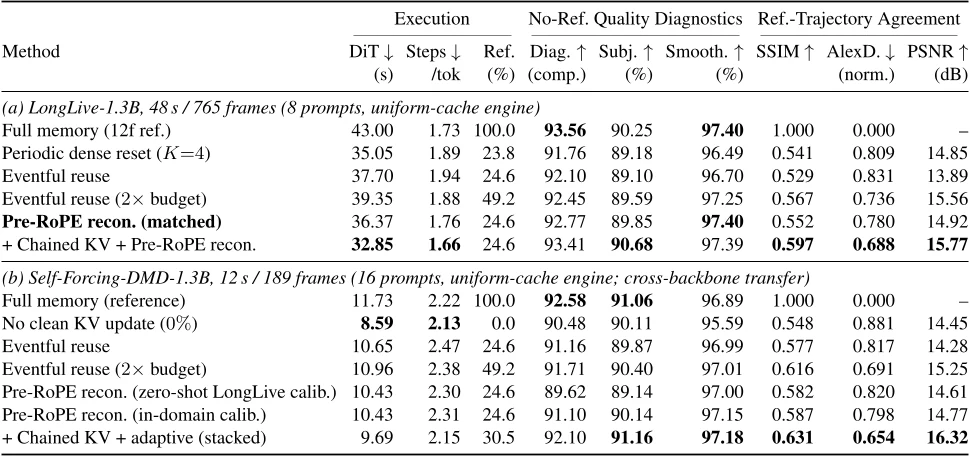 Execution No-Ref. Quality Diagnostics Ref.-Trajectory Agreement
Method DiT ↓ Steps ↓ Ref. Diag. ↑ Subj. ↑ Smooth. ↑ SSIM ↑ AlexD. ↓ PSNR ↑
(s) /tok (%) (comp.) (%) (%) (norm.) (dB)
(a) LongLive-1.3B, 48 s / 765 frames (8 prompts, uniform-cache engine)
Full memory (12f ref.) 43.00 1.73 100.0 93.56 90.25 97.40 1.000 0.000 –
Periodic dense reset (K=4) 35.05 1.89 23.8 91.76 89.18 96.49 0.541 0.809 14.85
Eventful reuse 37.70 1.94 24.6 92.10 89.10 96.70 0.529 0.831 13.89
Eventful reuse (2× budget) 39.35 1.88 49.2 92.45 89.59 97.25 0.567 0.736 15.56
Pre-RoPE recon. (matched) 36.37 1.76 24.6 92.77 89.85 97.40 0.552 0.780 14.92
+ Chained KV + Pre-RoPE recon. 32.85 1.66 24.6 93.41 90.68 97.39 0.597 0.688 15.77
(b) Self-Forcing-DMD-1.3B, 12 s / 189 frames (16 prompts, uniform-cache engine; cross-backbone transfer)
Full memory (reference) 11.73 2.22 100.0 92.58 91.06 96.89 1.000 0.000 –
No clean KV update (0%) 8.59 2.13 0.0 90.48 90.11 95.59 0.548 0.881 14.45
Eventful reuse 10.65 2.47 24.6 91.16 89.87 96.99 0.577 0.817 14.28
Eventful reuse (2× budget) 10.96 2.38 49.2 91.71 90.40 97.01 0.616 0.691 15.25
Pre-RoPE recon. (zero-shot LongLive calib.) 10.43 2.30 24.6 89.62 89.14 97.00 0.582 0.820 14.61
Pre-RoPE recon. (in-domain calib.) 10.43 2.31 24.6 91.10 90.14 97.15 0.587 0.798 14.77
+ Chained KV + adaptive (stacked) 9.69 2.15 30.5 92.10 91.16 97.18 0.631 0.654 16.32